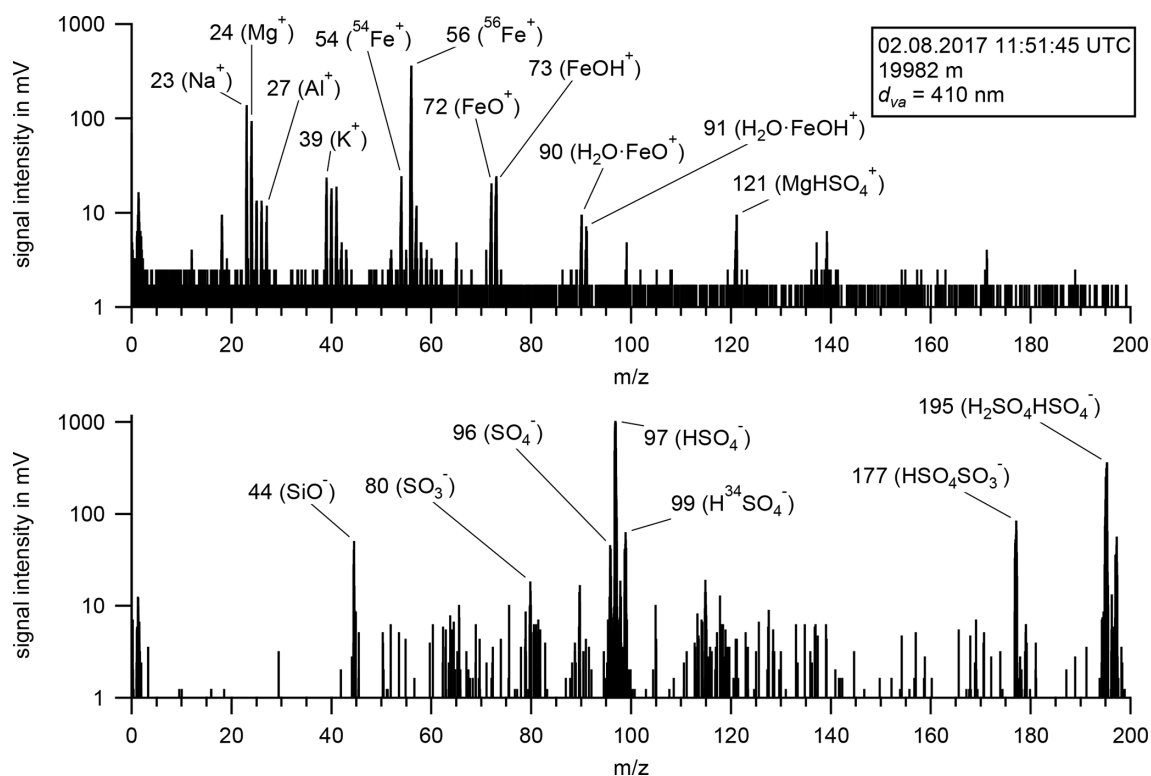 signal intensity in mV
1000
100
10
1
24 (Mg⁺)
54 (⁵⁴Fe⁺)
56 (⁵⁶Fe⁺)
23 (Na⁺)
27 (Al⁺)
73 (FeOH⁺)
72 (FeO⁺)
39 (K⁺)
90 (H₂O·FeO⁺)
91 (H₂O·FeOH⁺)
121 (MgHSO₄⁺)
02.08.2017 11:51:45 UTC
19982 m
d_va = 410 nm
0 20 40 60 80 100 120 140 160 180 200
m/z
signal intensity in mV
1000
100
10
1
44 (SiO⁻)
80 (SO₃⁻)
96 (SO₄⁻)
97 (HSO₄⁻)
99 (H³⁴SO₄⁻)
177 (HSO₄SO₃⁻)
195 (H₂SO₄HSO₄⁻)
0 20 40 60 80 100 120 140 160 180 200
m/z